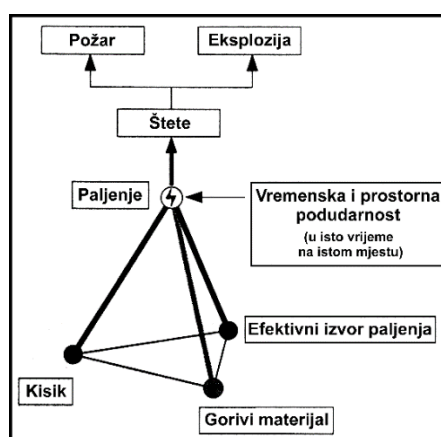 Požar
Eksplozija
Štete
Paljenje
Vremenska i prostorna
podudarnost
(u isto vrijeme
na istom mjestu)
Efektivni izvor paljenja
Kisik
Gorivi materijal